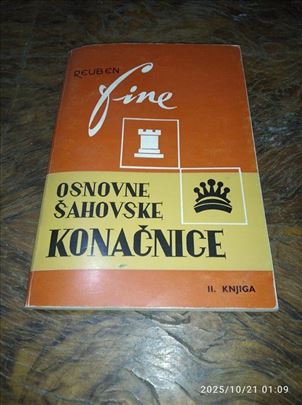 REUBEN
fine
OSNOVNE
ŠAHOVSKE
KONAČNICE
II. KNJIGA
2025/10/21 01:09